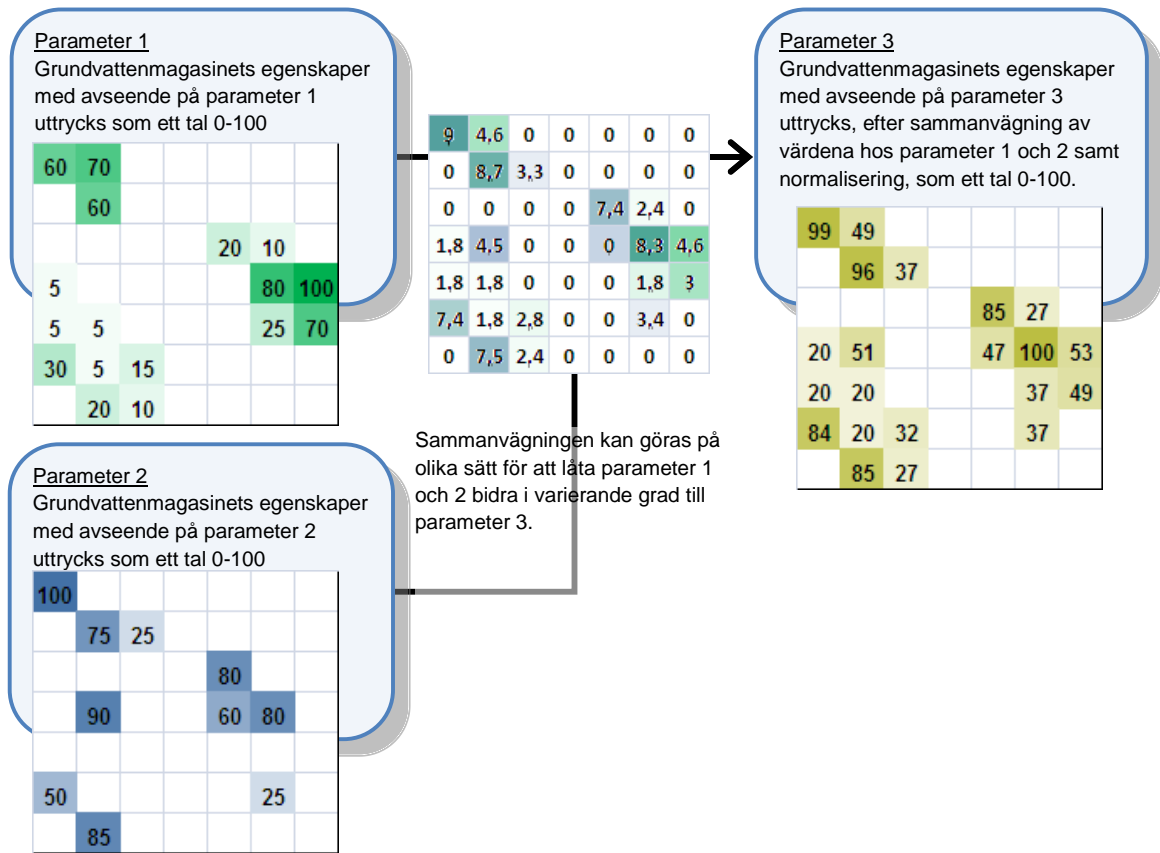 Parameter 1
Grundvattenmagasinets egenskaper
med avseende på parameter 1
uttrycks som ett tal 0-100
60 70
60
20 10
5 80 100
5 5 25 70
30 5 15
20 10
9 4,6 0 0 0 0 0
0 8,7 3,3 0 0 0 0
0 0 0 0 7,4 2,4 0
1,8 4,5 0 0 0 8,3 4,6
1,8 1,8 0 0 0 1,8 3
7,4 1,8 2,8 0 0 3,4 0
0 7,5 2,4 0 0 0 0
Parameter 3
Grundvattenmagasinets egenskaper
med avseende på parameter 3
uttrycks, efter sammanvägning av
värdena hos parameter 1 och 2 samt
normalisering, som ett tal 0-100.
99 49
96 37
85 27
20 51 47 100 53
20 20 37 49
84 20 32 37
85 27
Sammanvägningen kan göras på
olika sätt för att låta parameter 1
och 2 bidra i varierande grad till
parameter 3.
Parameter 2
Grundvattenmagasinets egenskaper
med avseende på parameter 2
uttrycks som ett tal 0-100
100
75 25
80
90 60 80
50 25
85